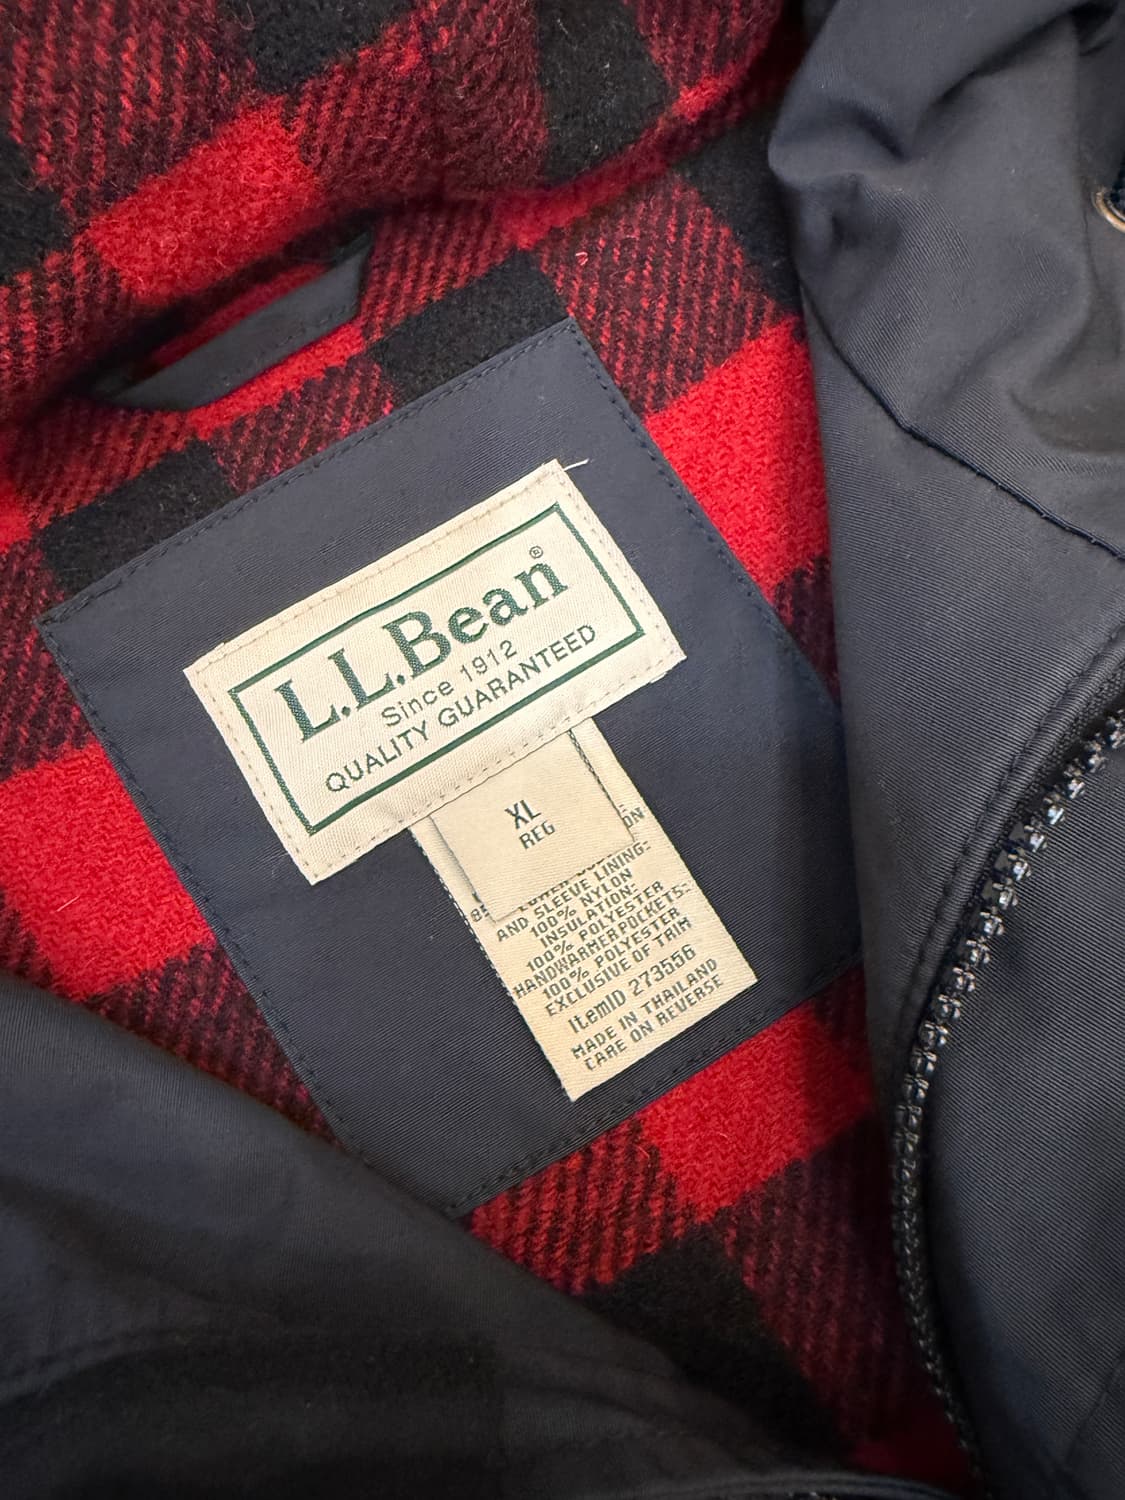 L.L.Bean®
Since 1912
QUALITY GUARANTEED
XL
REG
AND SLEEVE LINING:
100% NYLON
INSULATION:
100% POLYESTER
HANDWARMER POCKETS:
100% POLYESTER
EXCLUSIVE OF TRIM
ItemID 273556
MADE IN THAILAND
CARE ON REVERSE